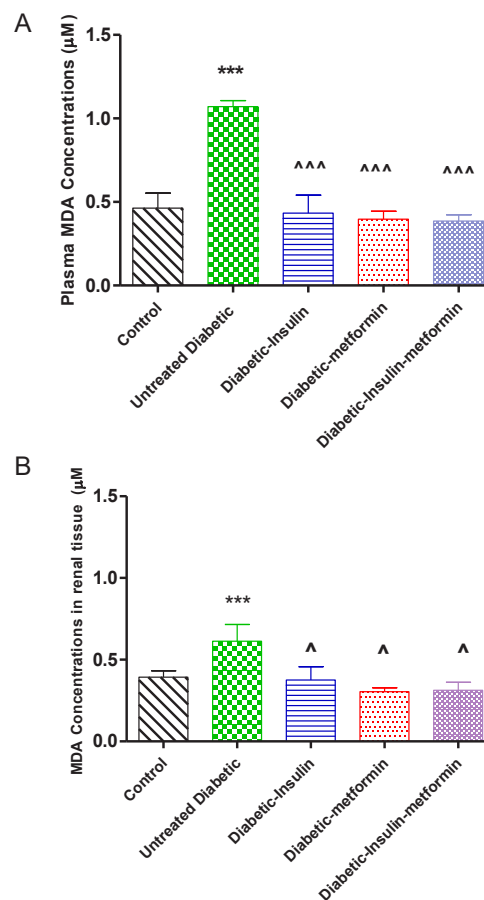 A
Plasma MDA Concentrations (µM)
1.5
1.0
0.5
0.0
***
^^^
^^^
^^^
Control
Untreated Diabetic
Diabetic-Insulin
Diabetic-metformin
Diabetic-Insulin-metformin
B
MDA Concentrations in renal tissue (µM
1.5
1.0
0.5
0.0
***
^
^
^
Control
Untreated Diabetic
Diabetic-Insulin
Diabetic-metformin
Diabetic-Insulin-metformin